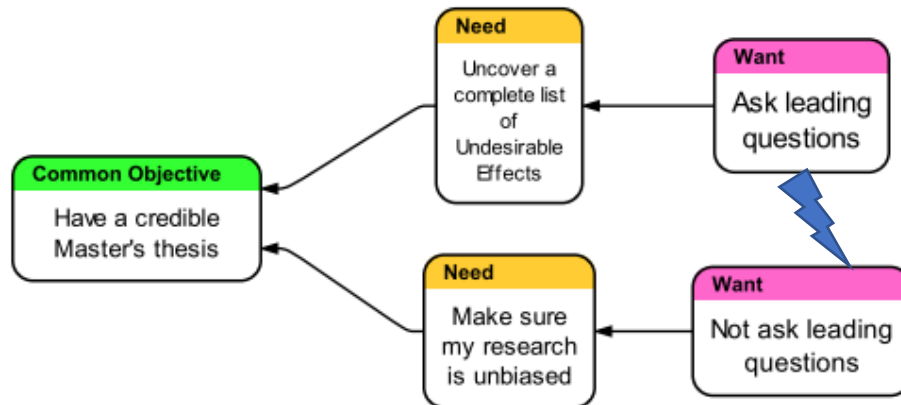 Common Objective
Have a credible
Master's thesis
Need
Uncover a
complete list
of
Undesirable
Effects
Want
Ask leading
questions
Need
Make sure
my research
is unbiased
Want
Not ask leading
questions